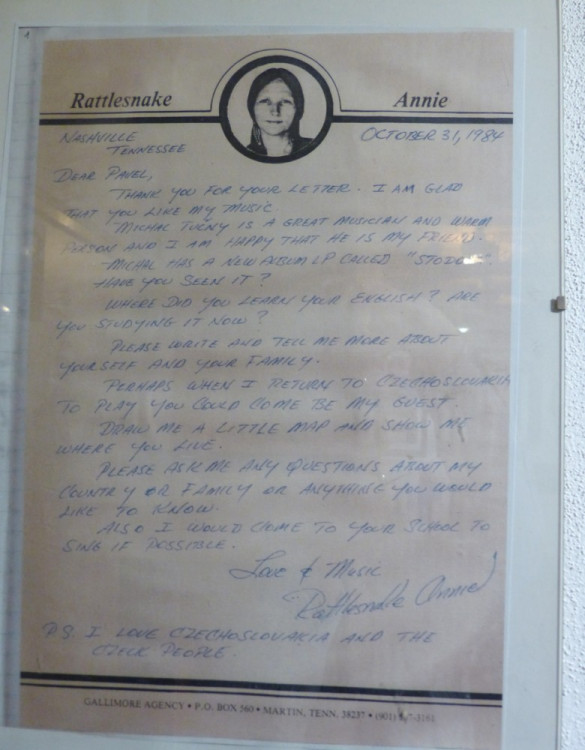 Rattlesnake Annie
NASHVILLE OCTOBER 31, 1984
TENNESSEE
DEAR PAVEL,
THANK YOU FOR YOUR LETTER. I AM GLAD
THAT YOU LIKE MY MUSIC.
MICHAL TUCNY IS A GREAT MUSICIAN AND WARM
PERSON AND I AM HAPPY THAT HE IS MY FRIEND.
MICHAL HAS A NEW ALBUM LP CALLED
HAVE YOU SEEN IT?
WHERE DID YOU LEARN YOUR ENGLISH? ARE
YOU STUDYING IT NOW?
PLEASE WRITE AND TELL ME MORE ABOUT
YOURSELF AND YOUR FAMILY.
PERHAPS WHEN I RETURN TO CZECHOSLOVAKIA
TO PLAY YOU COULD COME BE MY GUEST.
DRAW ME A LITTLE MAP AND SHOW ME
WHERE YOU LIVE.
PLEASE ASK ME ANY QUESTIONS ABOUT MY
COUNTRY OR FAMILY OR ANYTHING YOU WOULD
LIKE TO KNOW.
ALSO I WOULD COME TO YOUR SCHOOL TO
SING IF POSSIBLE.
Love & Music
Rattlesnake Annie
P.S. I LOVE CZECHOSLOVAKIA AND THE
PEOPLE.
GALLIMORE AGENCY • P.O. BOX 560 • MARTIN, TENN. 38237 • (901)